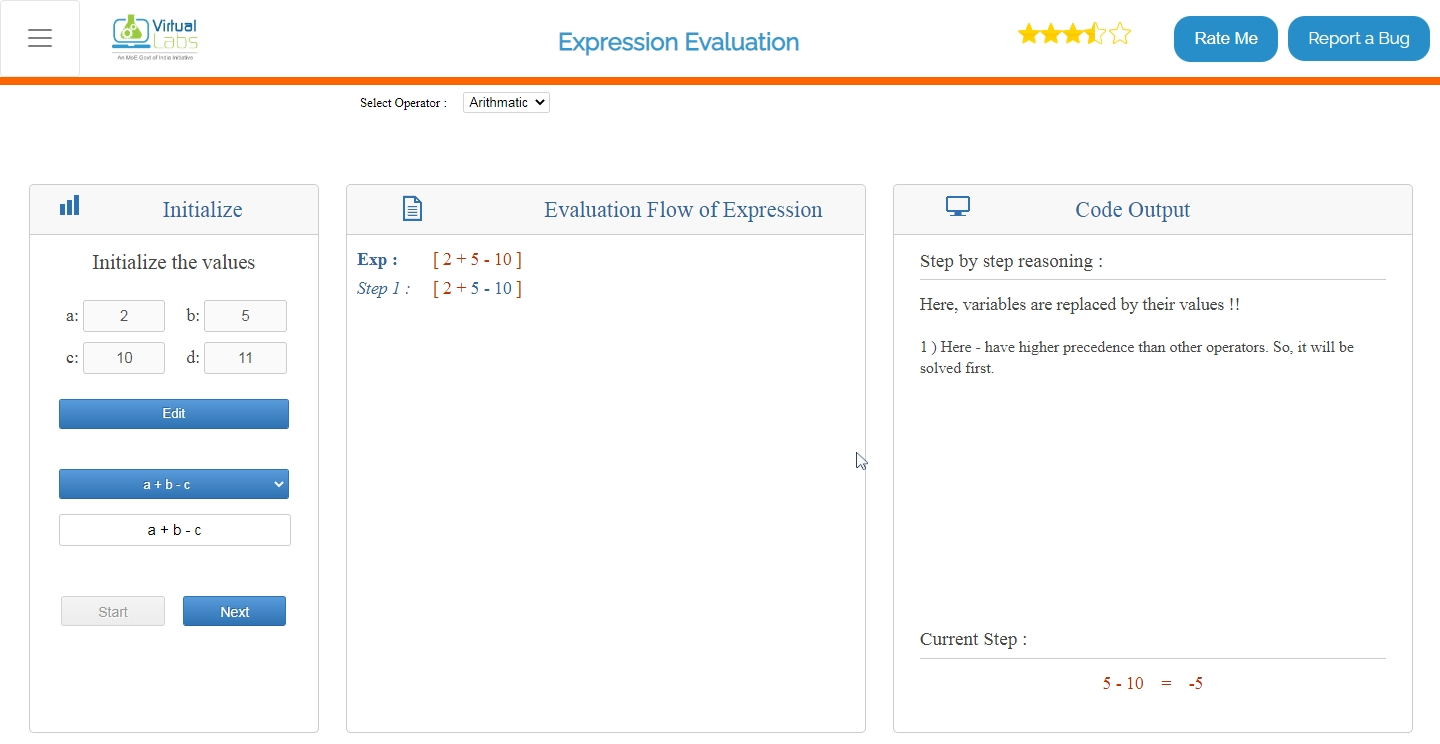 Virtual
Labs
An MoE Govt of India Initiative
Expression Evaluation
Rate Me
Report a Bug
Select Operator :
Arithmatic
Initialize
Initialize the values
a: 2 b: 5
c: 10 d: 11
Edit
a + b - c
a + b - c
Start Next
Evaluation Flow of Expression
Exp : [ 2 + 5 - 10 ]
Step 1 : [ 2 + 5 - 10 ]
Code Output
Step by step reasoning :
Here, variables are replaced by their values !!
1 ) Here - have higher precedence than other operators. So, it will be
solved first.
Current Step :
5 - 10 = -5